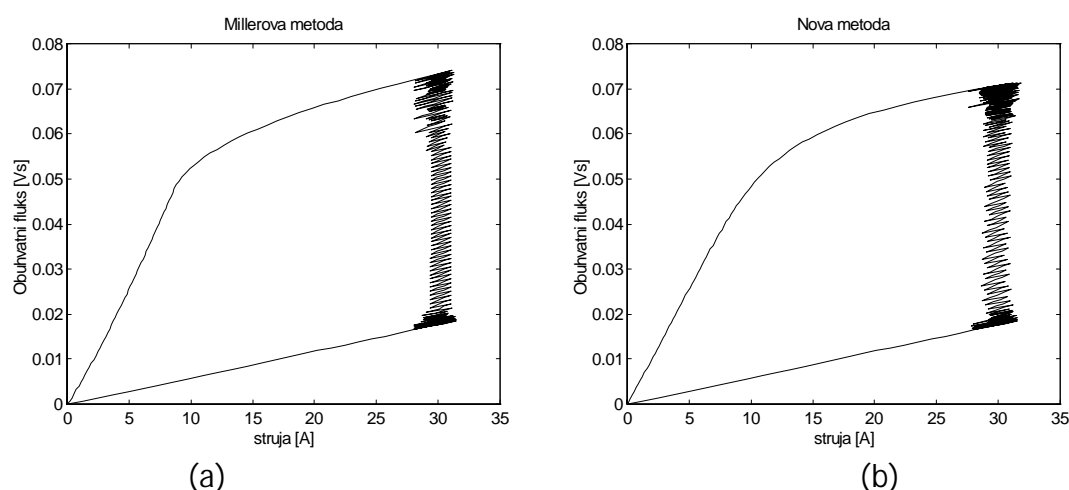 Millerova metoda
0.08
0.07
0.06
0.05
0.04
0.03
0.02
0.01
0
Obuhvatni fluks [Vs]
0 5 10 15 20 25 30 35
struja [A]
(a)
Nova metoda
0.08
0.07
0.06
0.05
0.04
0.03
0.02
0.01
0
Obuhvatni fluks [Vs]
0 5 10 15 20 25 30 35
struja [A]
(b)